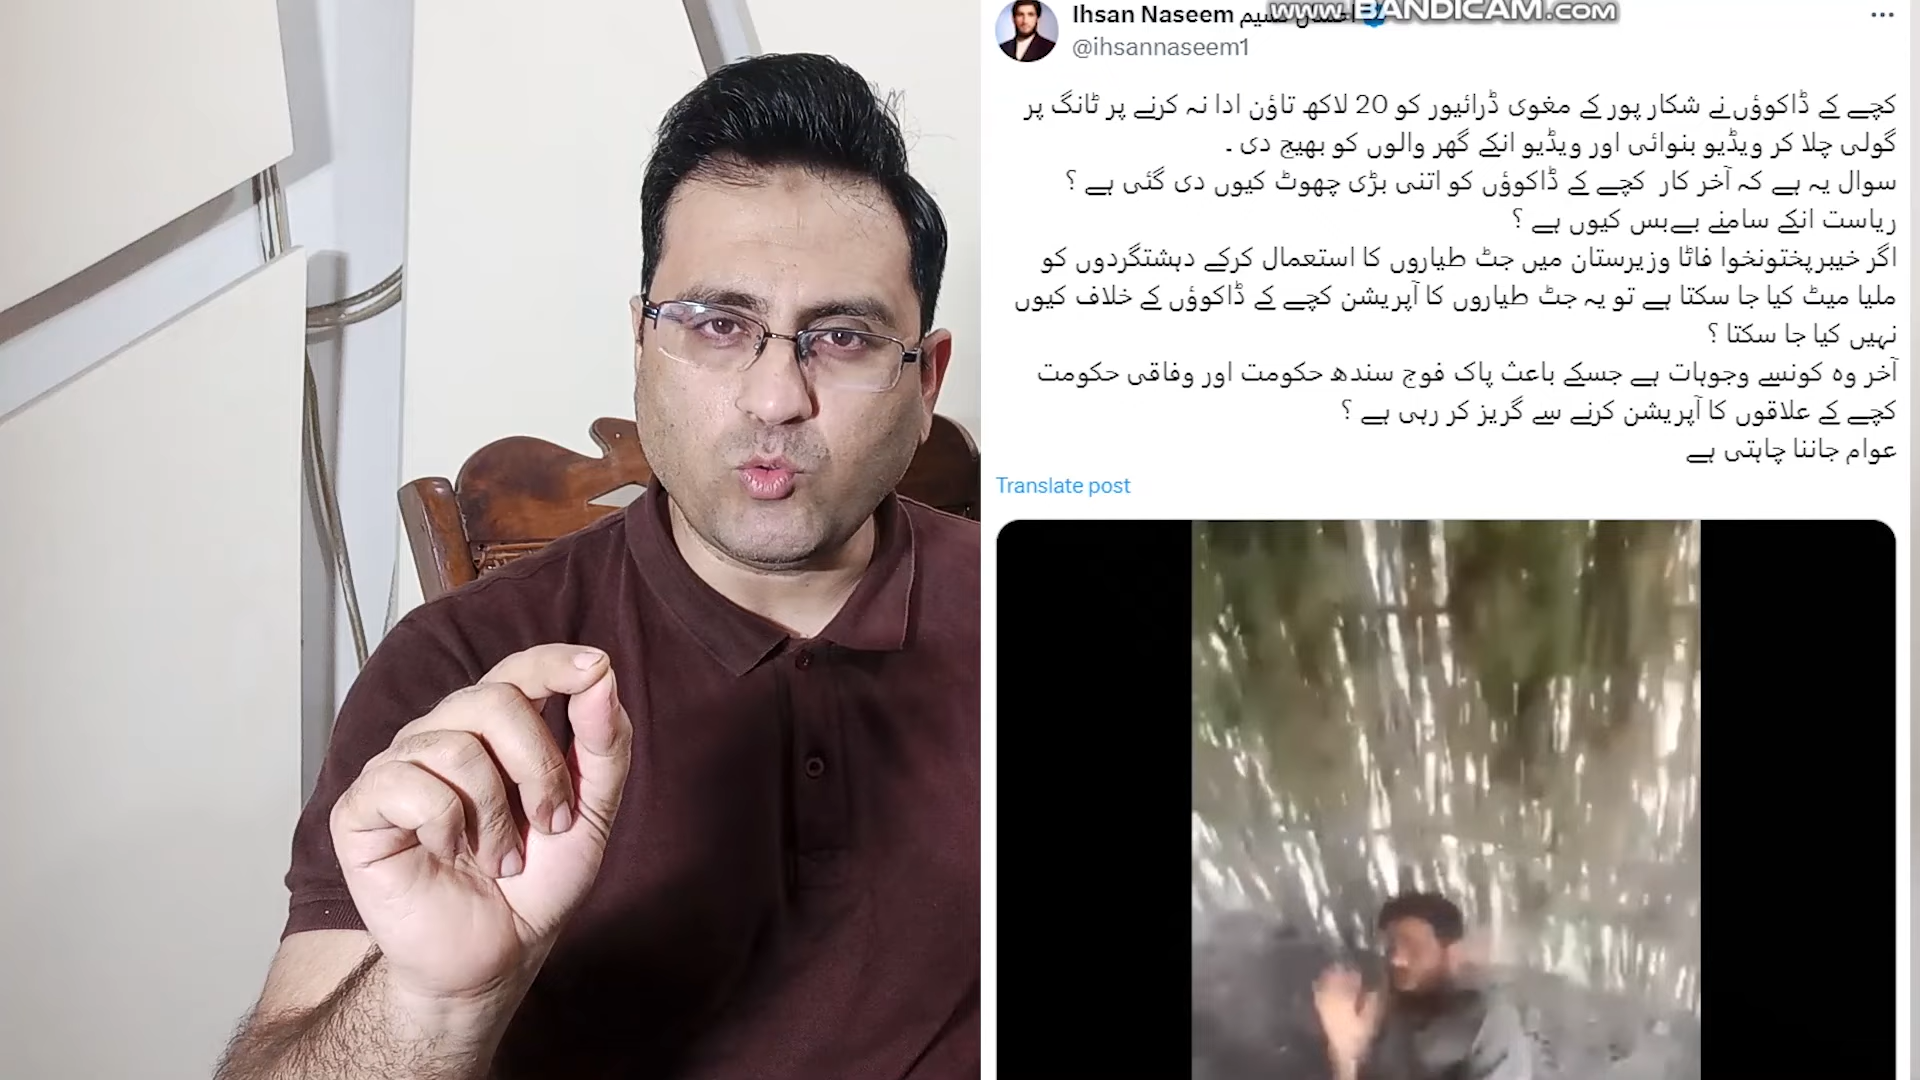 www.BANDICAM.com
Ihsan Naseem
@ihsannaseem1
کچے کے ڈاکوؤں نے شکار پور کے مغوی ڈرائیور کو 20 لاکھ تاؤن ادا نہ کرنے پر ٹانگ پر
گولی چلا کر ویڈیو بنوائی اور ویڈیو انکے گھر والوں کو بھیج دی ۔
سوال یہ ہے کہ آخر کار کچے کے ڈاکوؤں کو اتنی بڑی چھوٹ کیوں دی گئی ہے ؟
ریاست انکے سامنے بےبس کیوں ہے ؟
اگر خیبرپختونخوا فاٹا وزیرستان میں جٹ طیاروں کا استعمال کرکے دہشتگردوں کو
ملیا میٹ کیا جا سکتا ہے تو یہ جٹ طیاروں کا آپریشن کچے کے ڈاکوؤں کے خلاف کیوں
نہیں کیا جا سکتا ؟
آخر وہ کونسے وجوہات ہے جسکے باعث پاک فوج سندھ حکومت اور وفاقی حکومت
کچے کے علاقوں کا آپریشن کرنے سے گریز کر رہی ہے ؟
عوام جاننا چاہتی ہے
Translate post